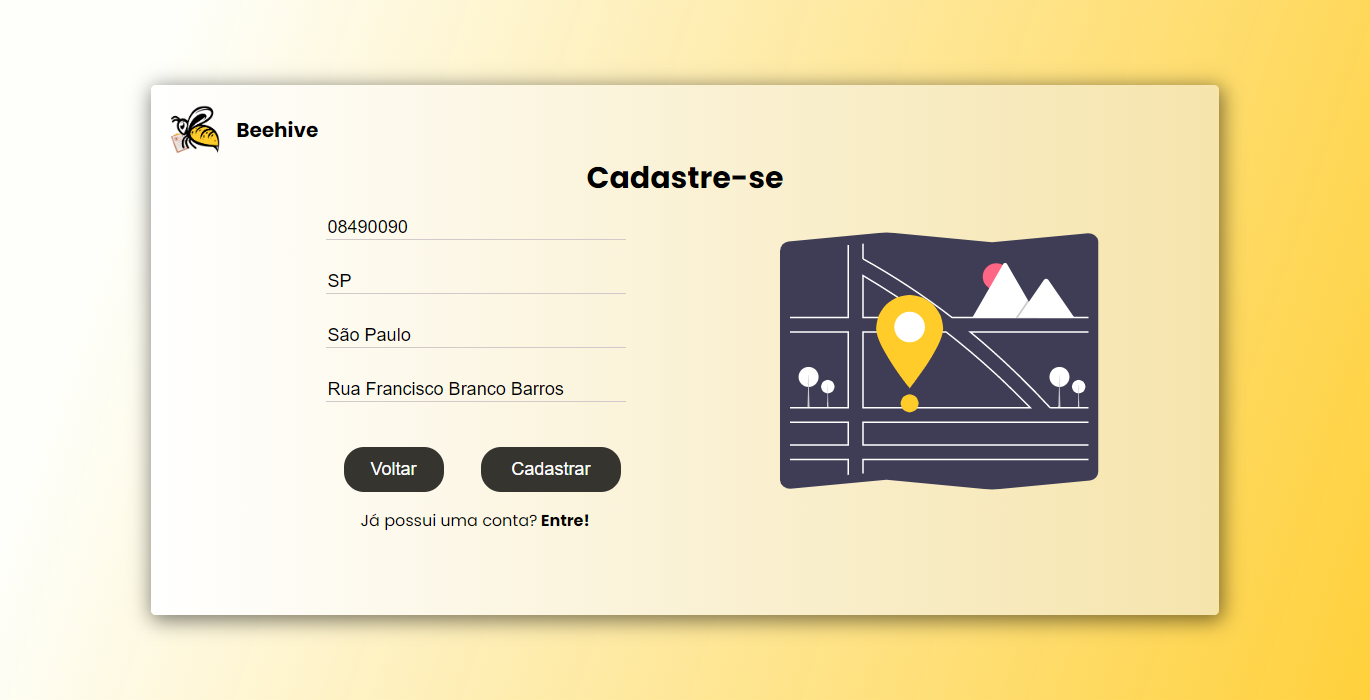 Beehive
Cadastre-se
08490090
SP
São Paulo
Rua Francisco Branco Barros
Voltar Cadastrar
Já possui uma conta? Entre!